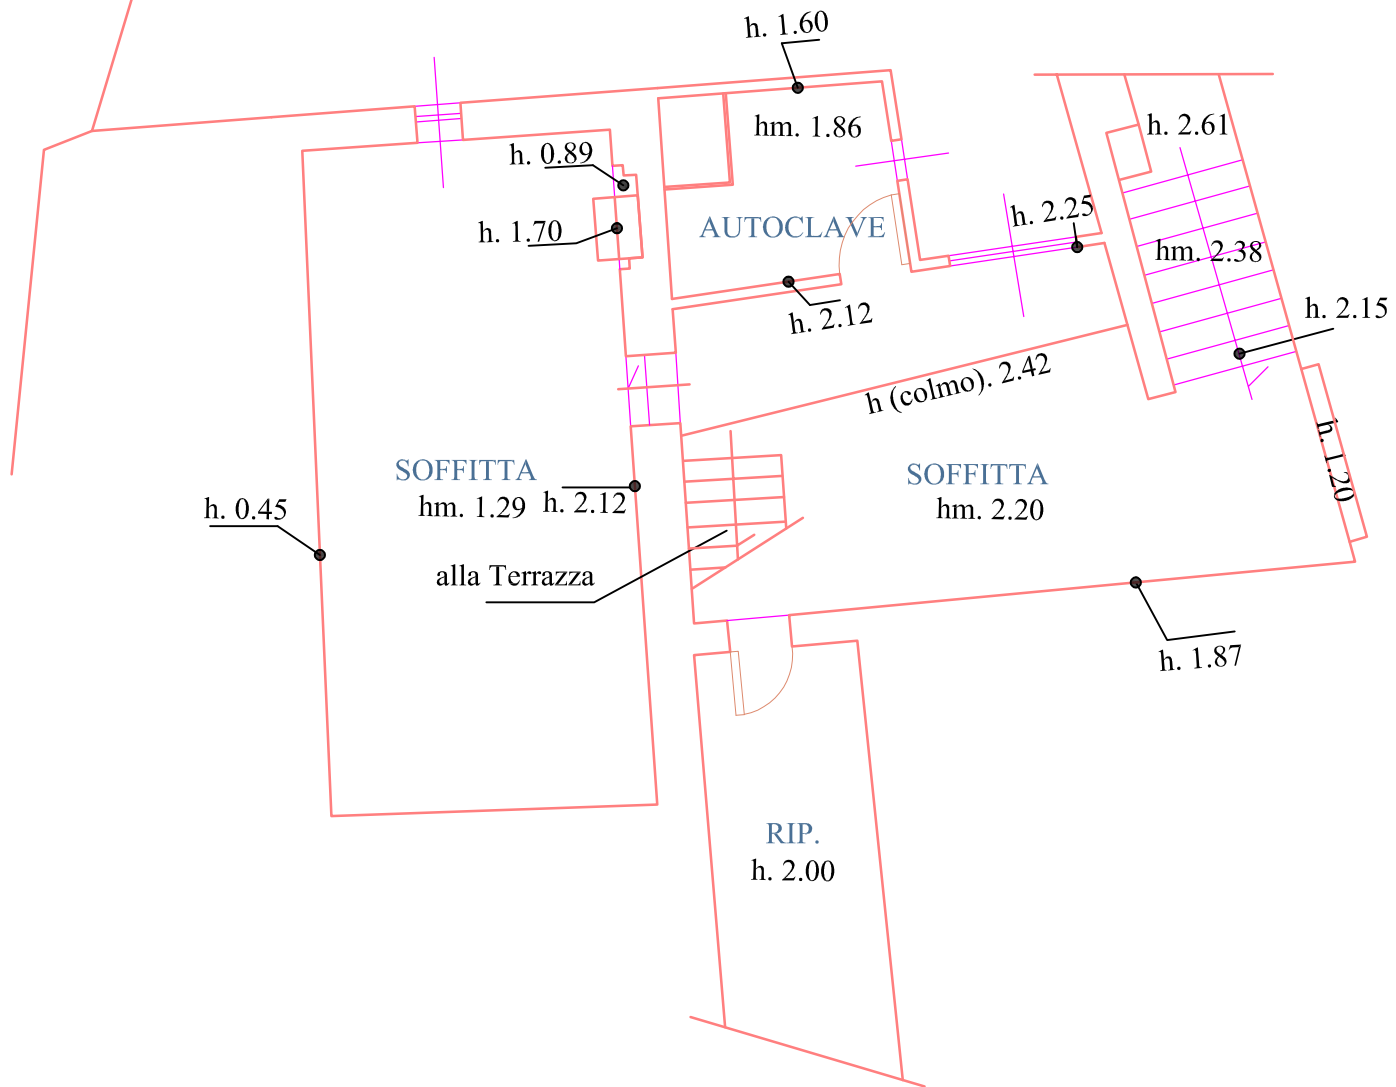 h. 1.60
hm. 1.86
h. 2.61
h. 0.89
h. 2.25
h. 1.70
AUTOCLAVE
hm. 2.38
h. 2.12
h. 2.15
h (colmo). 2.42
SOFFITTA
hm. 1.29
h. 2.12
SOFFITTA
hm. 2.20
h. 1.20
h. 0.45
alla Terrazza
h. 1.87
RIP.
h. 2.00